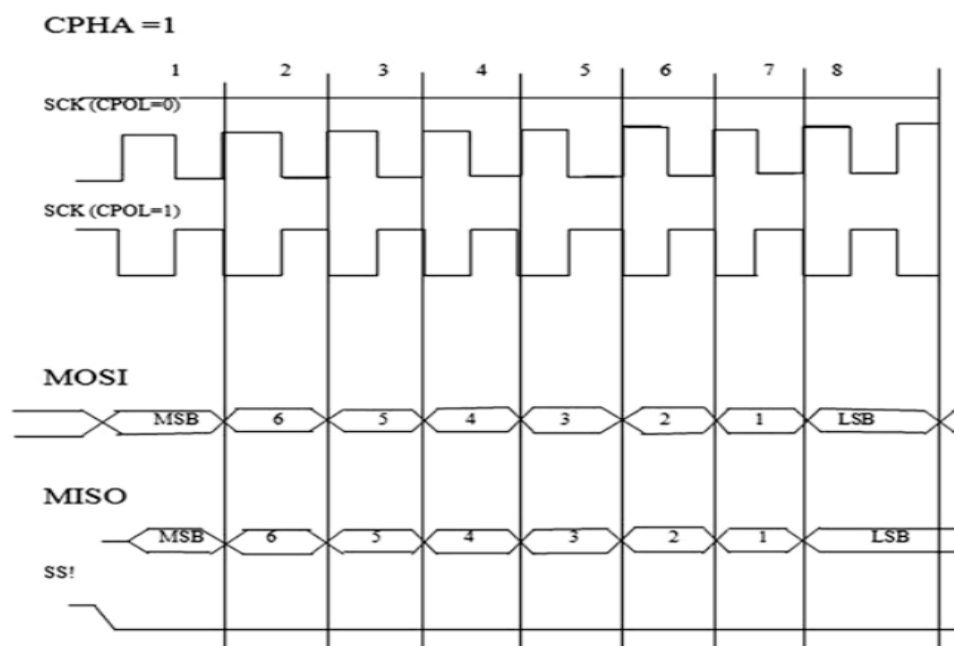 CPHA =1
1 2 3 4 5 6 7 8
SCK (CPOL=0)
SCK (CPOL=1)
MOSI
MSB 6 5 4 3 2 1 LSB
MISO
MSB 6 5 4 3 2 1 LSB
SS!